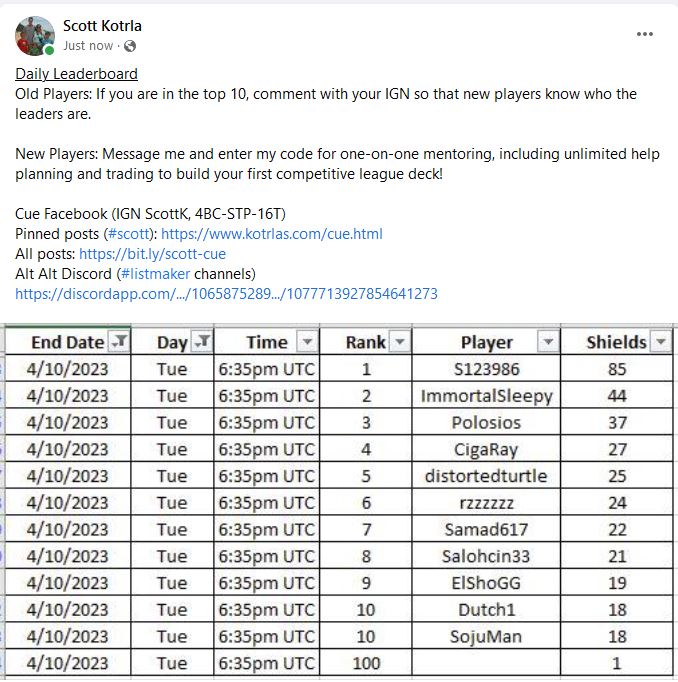 Scott Kotrla
Just now ·
Daily Leaderboard
Old Players: If you are in the top 10, comment with your IGN so that new players know who the
leaders are.
New Players: Message me and enter my code for one-on-one mentoring, including unlimited help
planning and trading to build your first competitive league deck!
Cue Facebook (IGN ScottK, 4BC-STP-16T)
Pinned posts (#scott): https://www.kotrlas.com/cue.html
All posts: https://bit.ly/scott-cue
Alt Alt Discord (#listmaker channels)
https://discordapp.com/.../1065875289.../1077713927854641273
End Date Day Time Rank Player Shields
4/10/2023 Tue 6:35pm UTC 1 S123986 85
4/10/2023 Tue 6:35pm UTC 2 ImmortalSleepy 44
4/10/2023 Tue 6:35pm UTC 3 Polosios 37
4/10/2023 Tue 6:35pm UTC 4 CigaRay 27
4/10/2023 Tue 6:35pm UTC 5 distortedturtle 25
4/10/2023 Tue 6:35pm UTC 6 rzzzzzz 24
4/10/2023 Tue 6:35pm UTC 7 Samad617 22
4/10/2023 Tue 6:35pm UTC 8 Salohcin33 21
4/10/2023 Tue 6:35pm UTC 9 ElShoGG 19
4/10/2023 Tue 6:35pm UTC 10 Dutch1 18
4/10/2023 Tue 6:35pm UTC 10 SojuMan 18
4/10/2023 Tue 6:35pm UTC 100 1